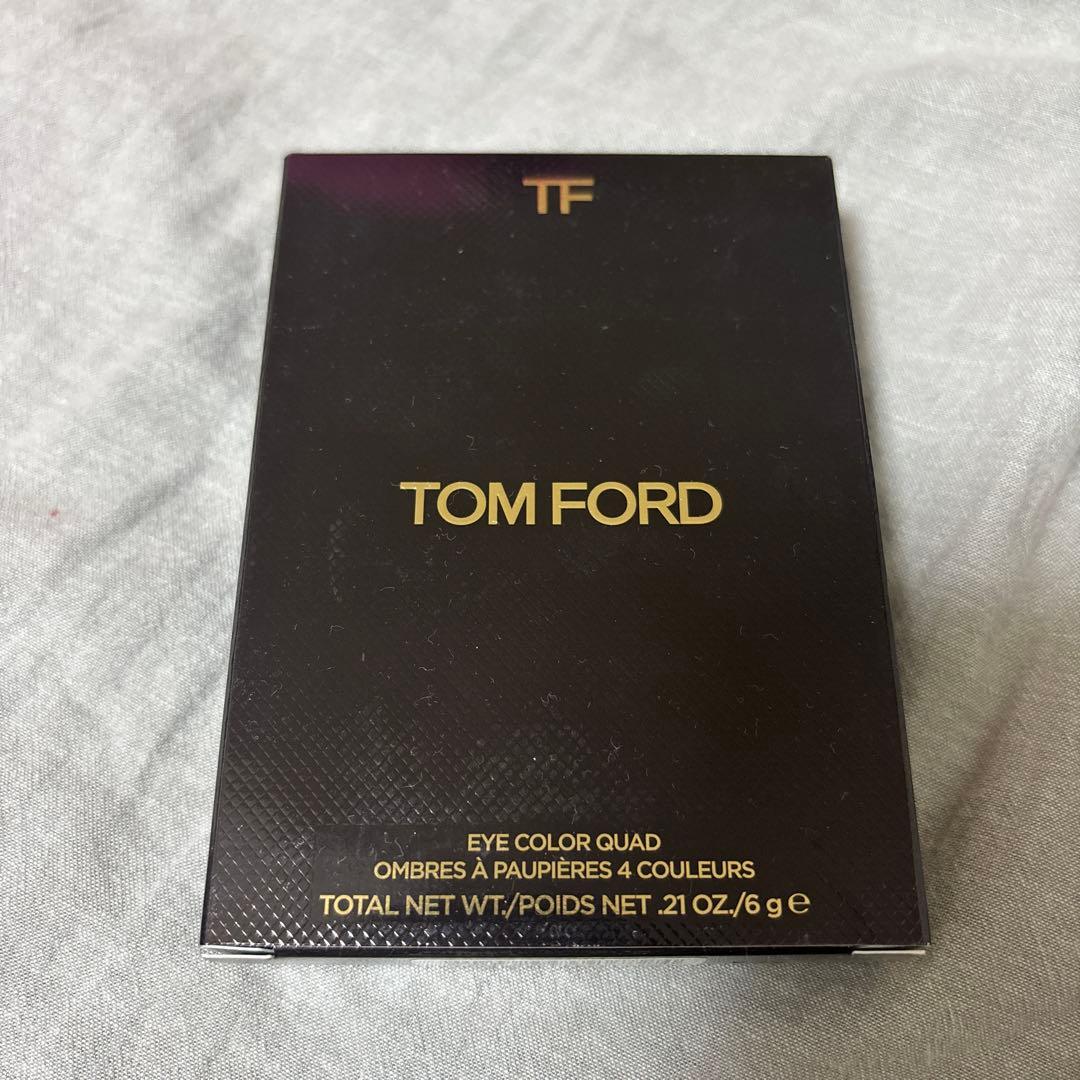 TF
TOM FORD
EYE COLOR QUAD
OMBRES À PAUPIÈRES 4 COULEURS
TOTAL NET WT./POIDS NET .21 OZ./6 g ℮